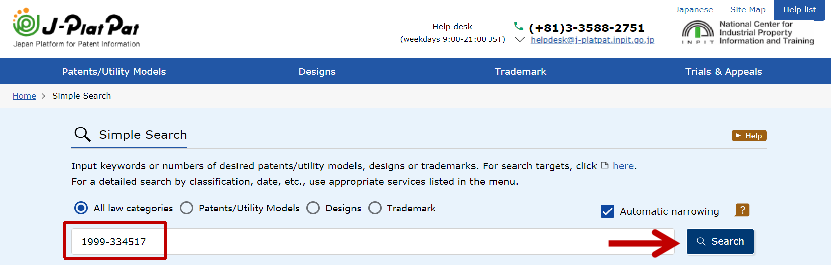 Japanese Site Map Help list
J-PlatPat
Japan Platform for Patent Information
Help desk
(weekdays 9:00-21:00 JST)
(+81)3-3588-2751
helpdesk@j-platpat.inpit.go.jp
INPIT
National Center for
Industrial Property
Information and Training
Patents/Utility Models Designs Trademark Trials & Appeals
Home > Simple Search
Simple Search
Help
Input keywords or numbers of desired patents/utility models, designs or trademarks. For search targets, click here.
For a detailed search by classification, date, etc., use appropriate services listed in the menu.
All law categories Patents/Utility Models Designs Trademark
Automatic narrowing ?
1999-334517
Search